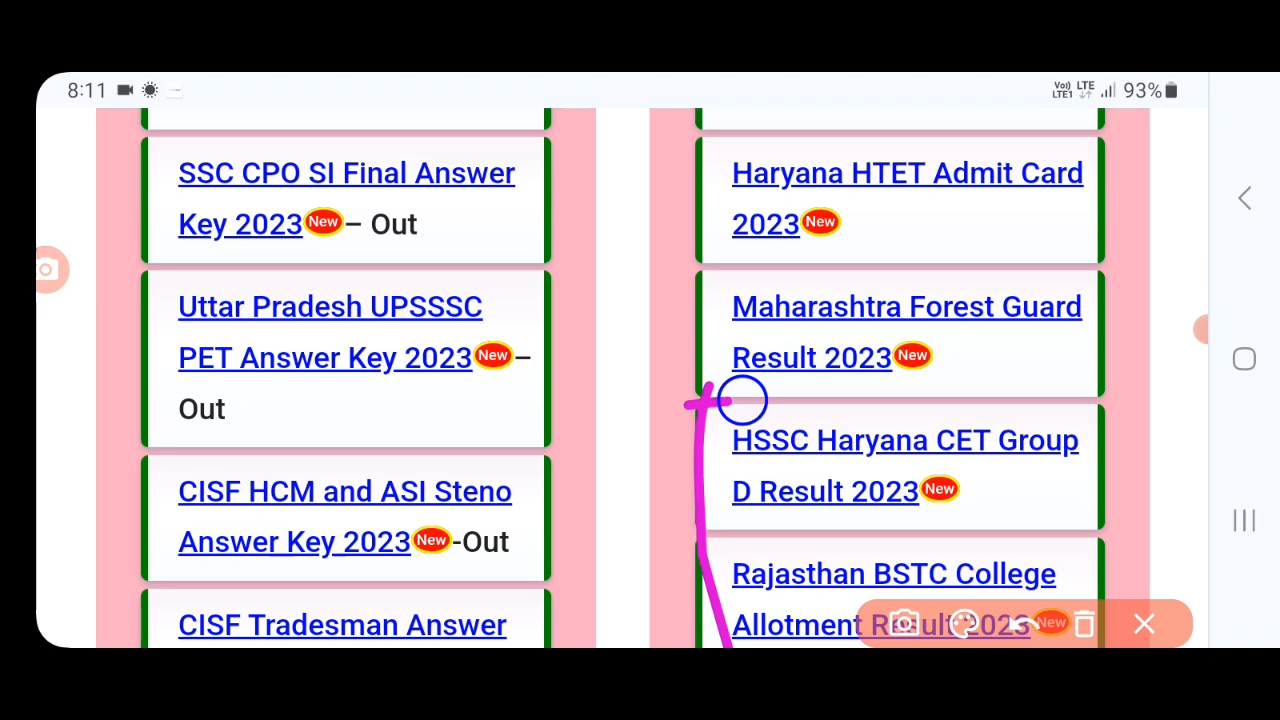 8:11
Vo) LTE
LTE1
93%
SSC CPO SI Final Answer
Key 2023 New – Out
Uttar Pradesh UPSSSC
PET Answer Key 2023 New –
Out
CISF HCM and ASI Steno
Answer Key 2023 New -Out
CISF Tradesman Answer
Haryana HTET Admit Card
2023 New
Maharashtra Forest Guard
Result 2023 New
HSSC Haryana CET Group
D Result 2023 New
Rajasthan BSTC College
Allotment Result 2023 New